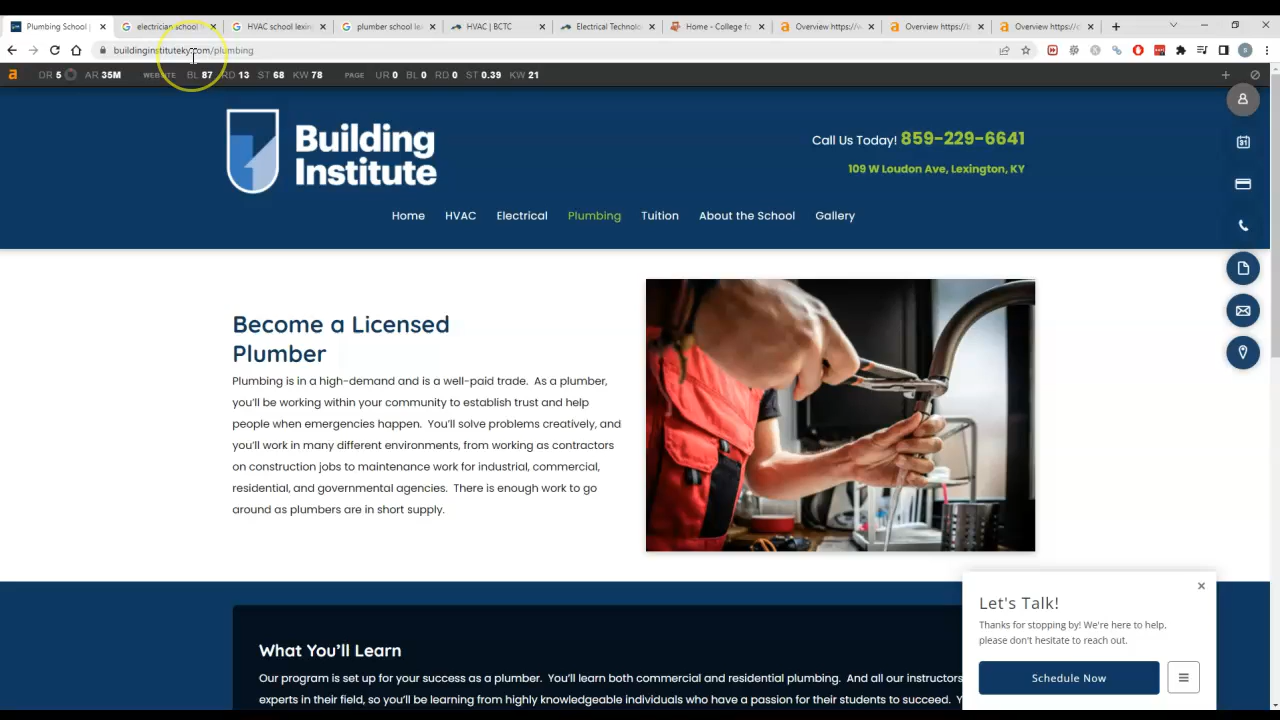 Plumbing School |
electrician school
HVAC school lexin
plumber school le
HVAC | BCTC
Electrical Technolo
Home - College fo
Overview https://w
Overview https://b
Overview https://c
buildinginstituteky.com/plumbing
DR 5 AR 35M WEBSITE BL 87 RD 13 ST 68 KW 78 PAGE UR 0 BL 0 RD 0 ST 0.39 KW 21
Building
Institute
Call Us Today! 859-229-6641
109 W Loudon Ave, Lexington, KY
Home HVAC Electrical Plumbing Tuition About the School Gallery
Become a Licensed
Plumber
Plumbing is in a high-demand and is a well-paid trade. As a plumber,
you'll be working within your community to establish trust and help
people when emergencies happen. You'll solve problems creatively, and
you'll work in many different environments, from working as contractors
on construction jobs to maintenance work for industrial, commercial,
residential, and governmental agencies. There is enough work to go
around as plumbers are in short supply.
Let's Talk!
Thanks for stopping by! We're here to help,
please don't hesitate to reach out.
Schedule Now
What You'll Learn
Our program is set up for your success as a plumber. You'll learn both commercial and residential plumbing. And all our instructors
experts in their field, so you'll be learning from highly knowledgeable individuals who have a passion for their students to succeed.